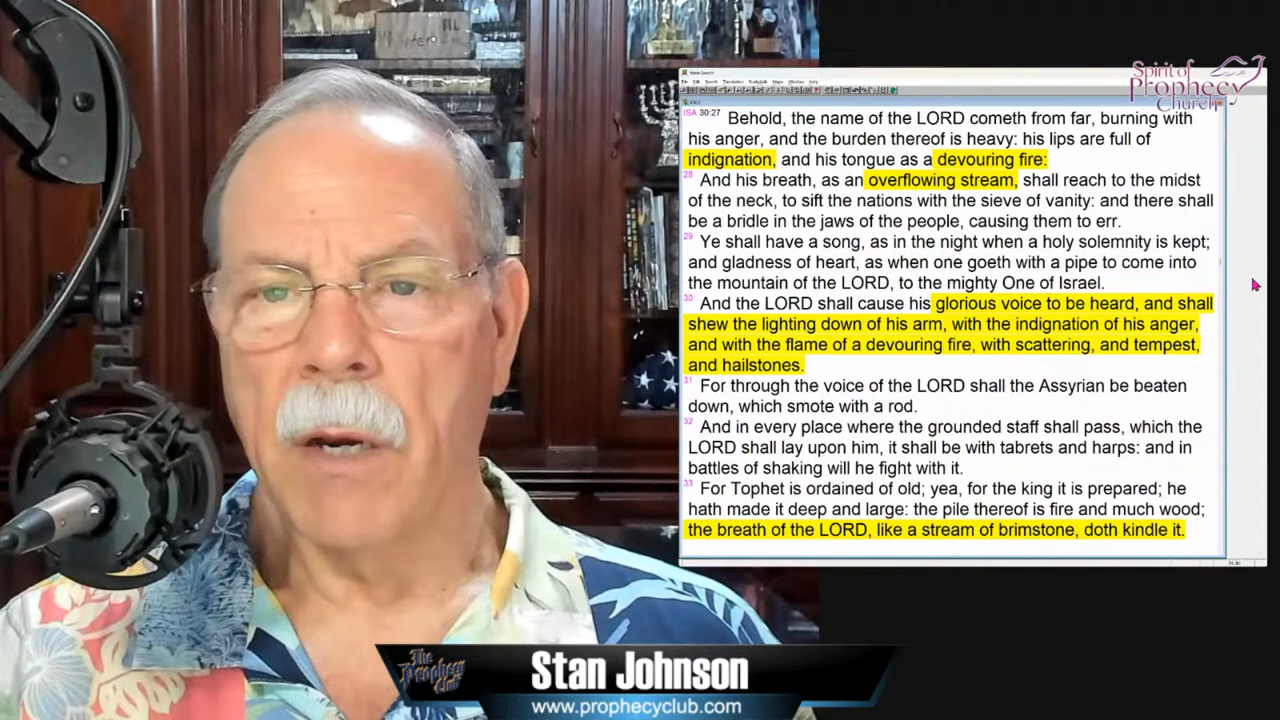 Spirit of
Prophecy
Church
ISA 30:27 Behold, the name of the LORD cometh from far, burning with
his anger, and the burden thereof is heavy: his lips are full of
indignation, and his tongue as a devouring fire:
28 And his breath, as an overflowing stream, shall reach to the midst
of the neck, to sift the nations with the sieve of vanity: and there shall
be a bridle in the jaws of the people, causing them to err.
29 Ye shall have a song, as in the night when a holy solemnity is kept;
and gladness of heart, as when one goeth with a pipe to come into
the mountain of the LORD, to the mighty One of Israel.
30 And the LORD shall cause his glorious voice to be heard, and shall
shew the lighting down of his arm, with the indignation of his anger,
and with the flame of a devouring fire, with scattering, and tempest,
and hailstones.
31 For through the voice of the LORD shall the Assyrian be beaten
down, which smote with a rod.
32 And in every place where the grounded staff shall pass, which the
LORD shall lay upon him, it shall be with tabrets and harps: and in
battles of shaking will he fight with it.
33 For Tophet is ordained of old; yea, for the king it is prepared; he
hath made it deep and large: the pile thereof is fire and much wood;
the breath of the LORD, like a stream of brimstone, doth kindle it.
The
Prophecy
Club
Stan Johnson
www.prophecyclub.com